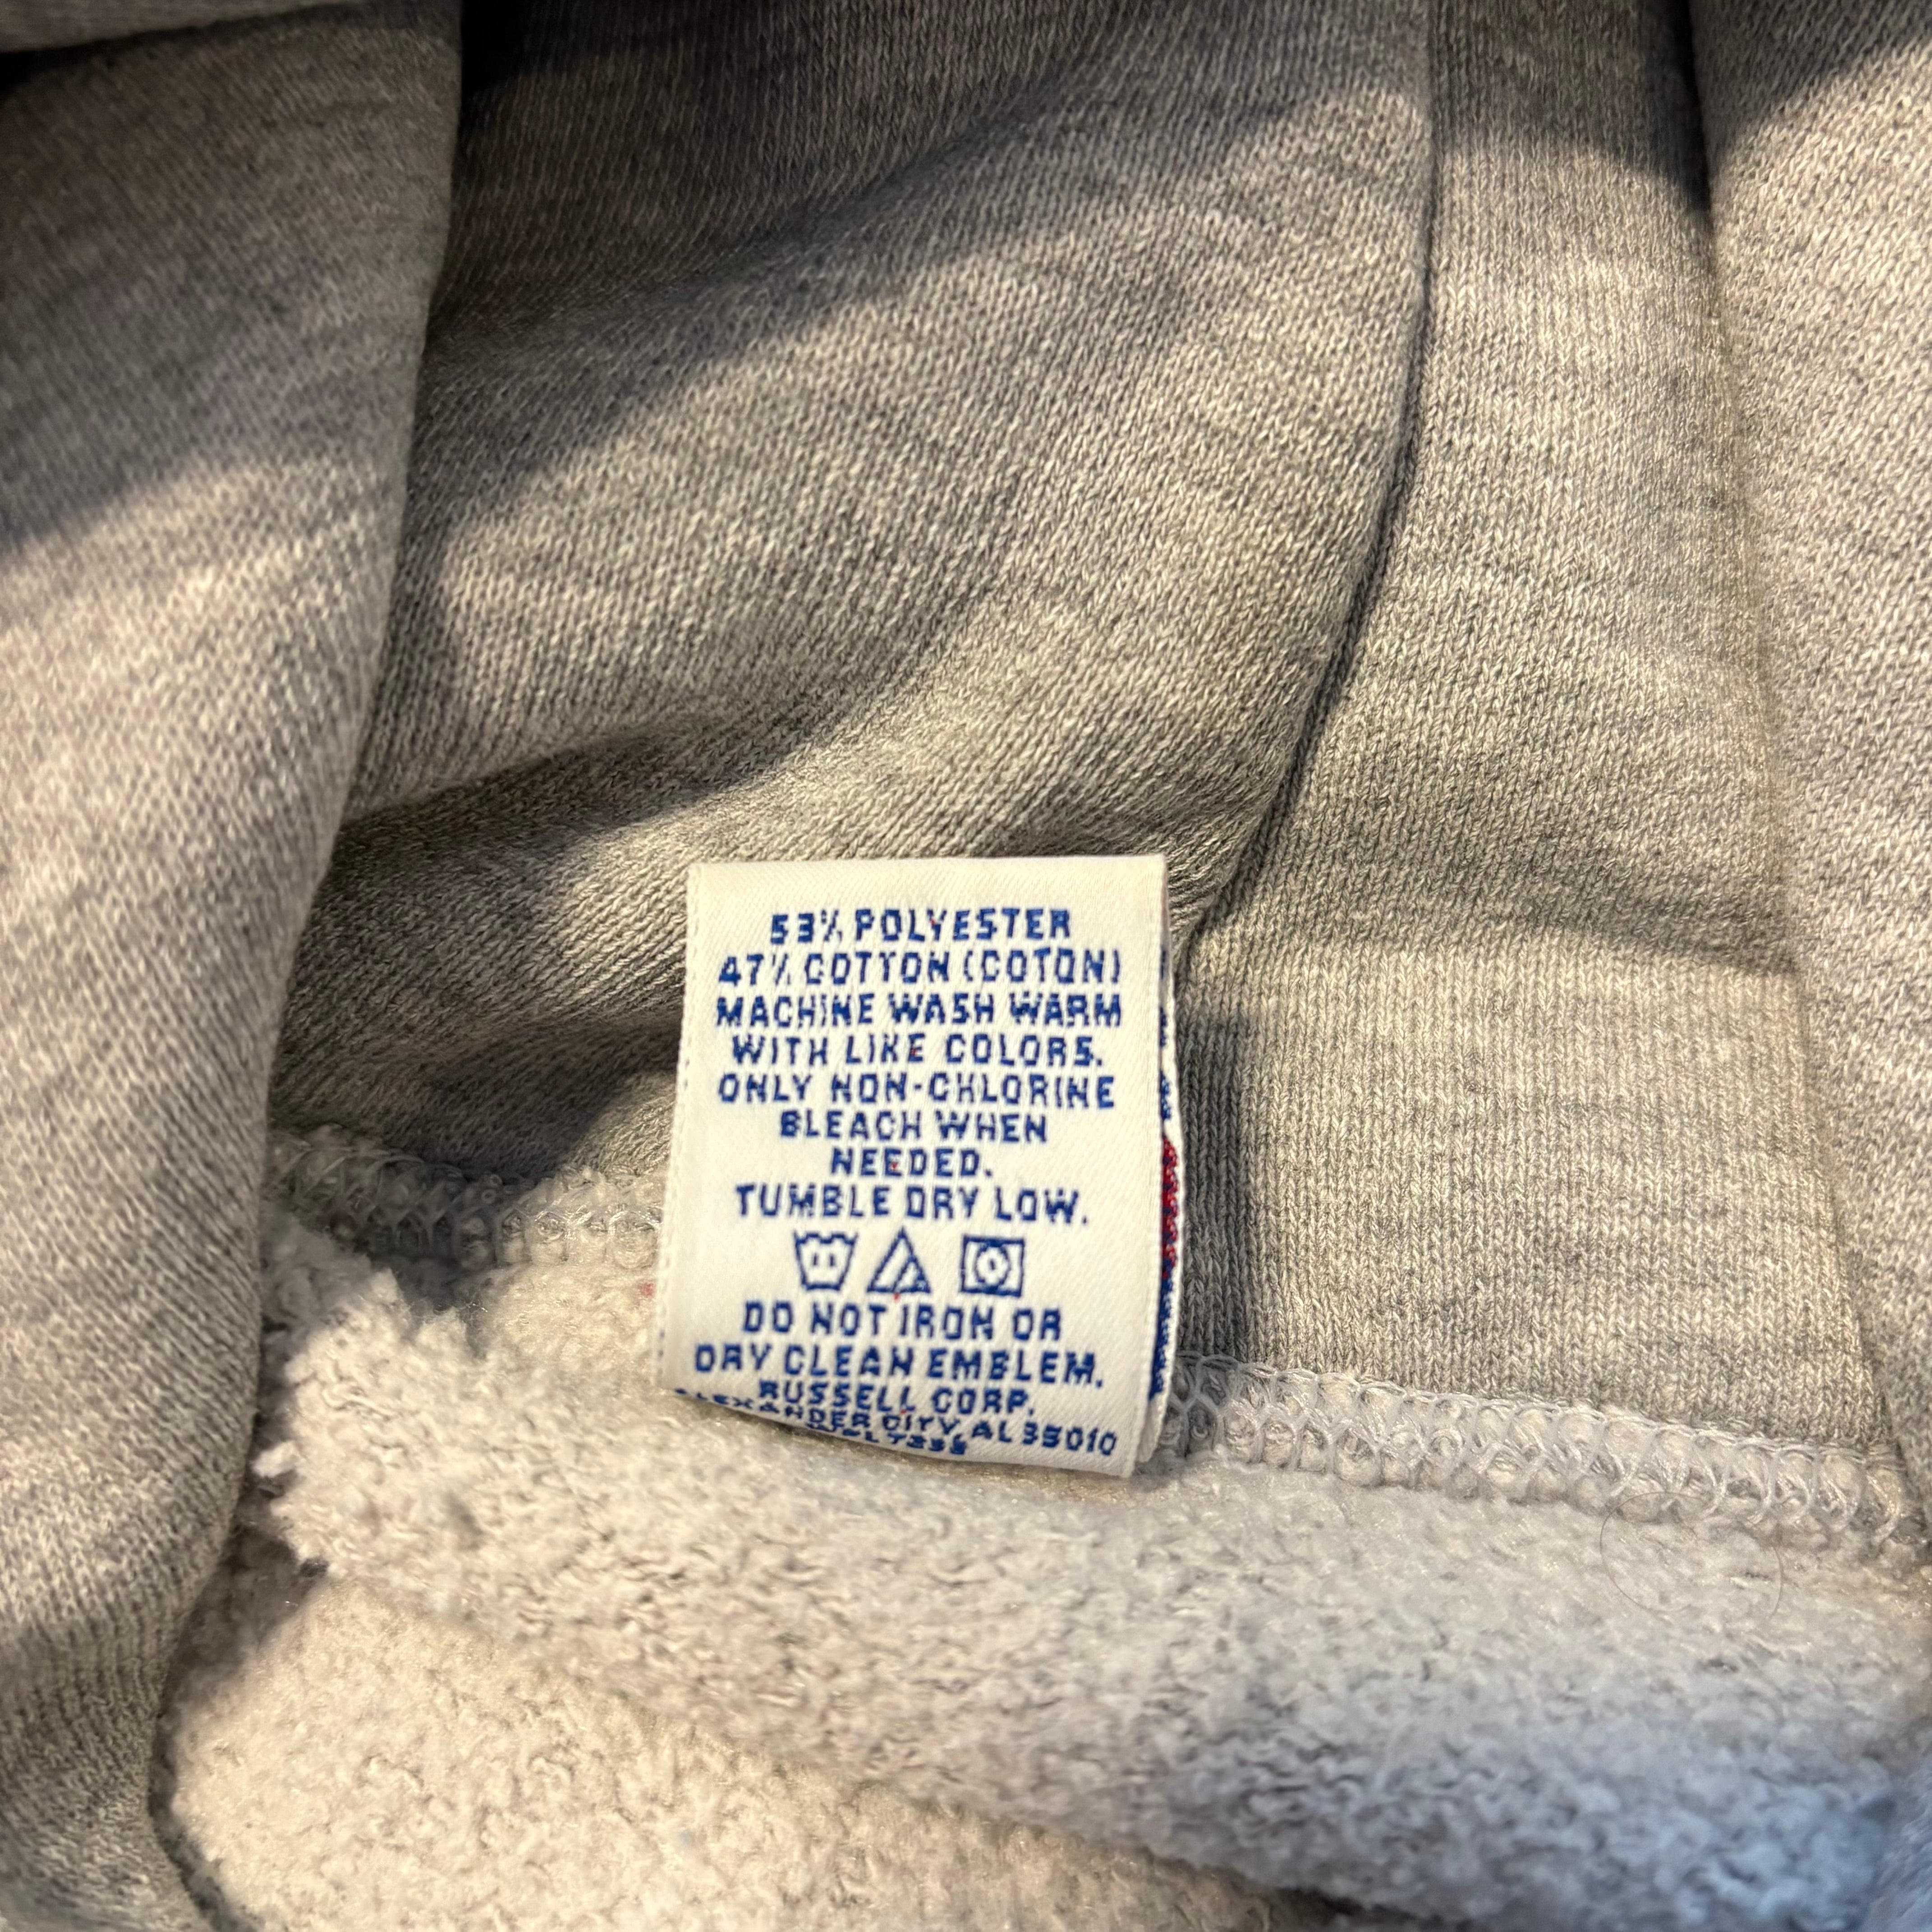 53% POLYESTER
47% COTTON (COTON)
MACHINE WASH WARM
WITH LIKE COLORS.
ONLY NON-CHLORINE
BLEACH WHEN
NEEDED.
TUMBLE DRY LOW.
DO NOT IRON OR
DRY CLEAN EMBLEM.
RUSSELL CORP.
ALEXANDER CITY, AL 35010
WPL